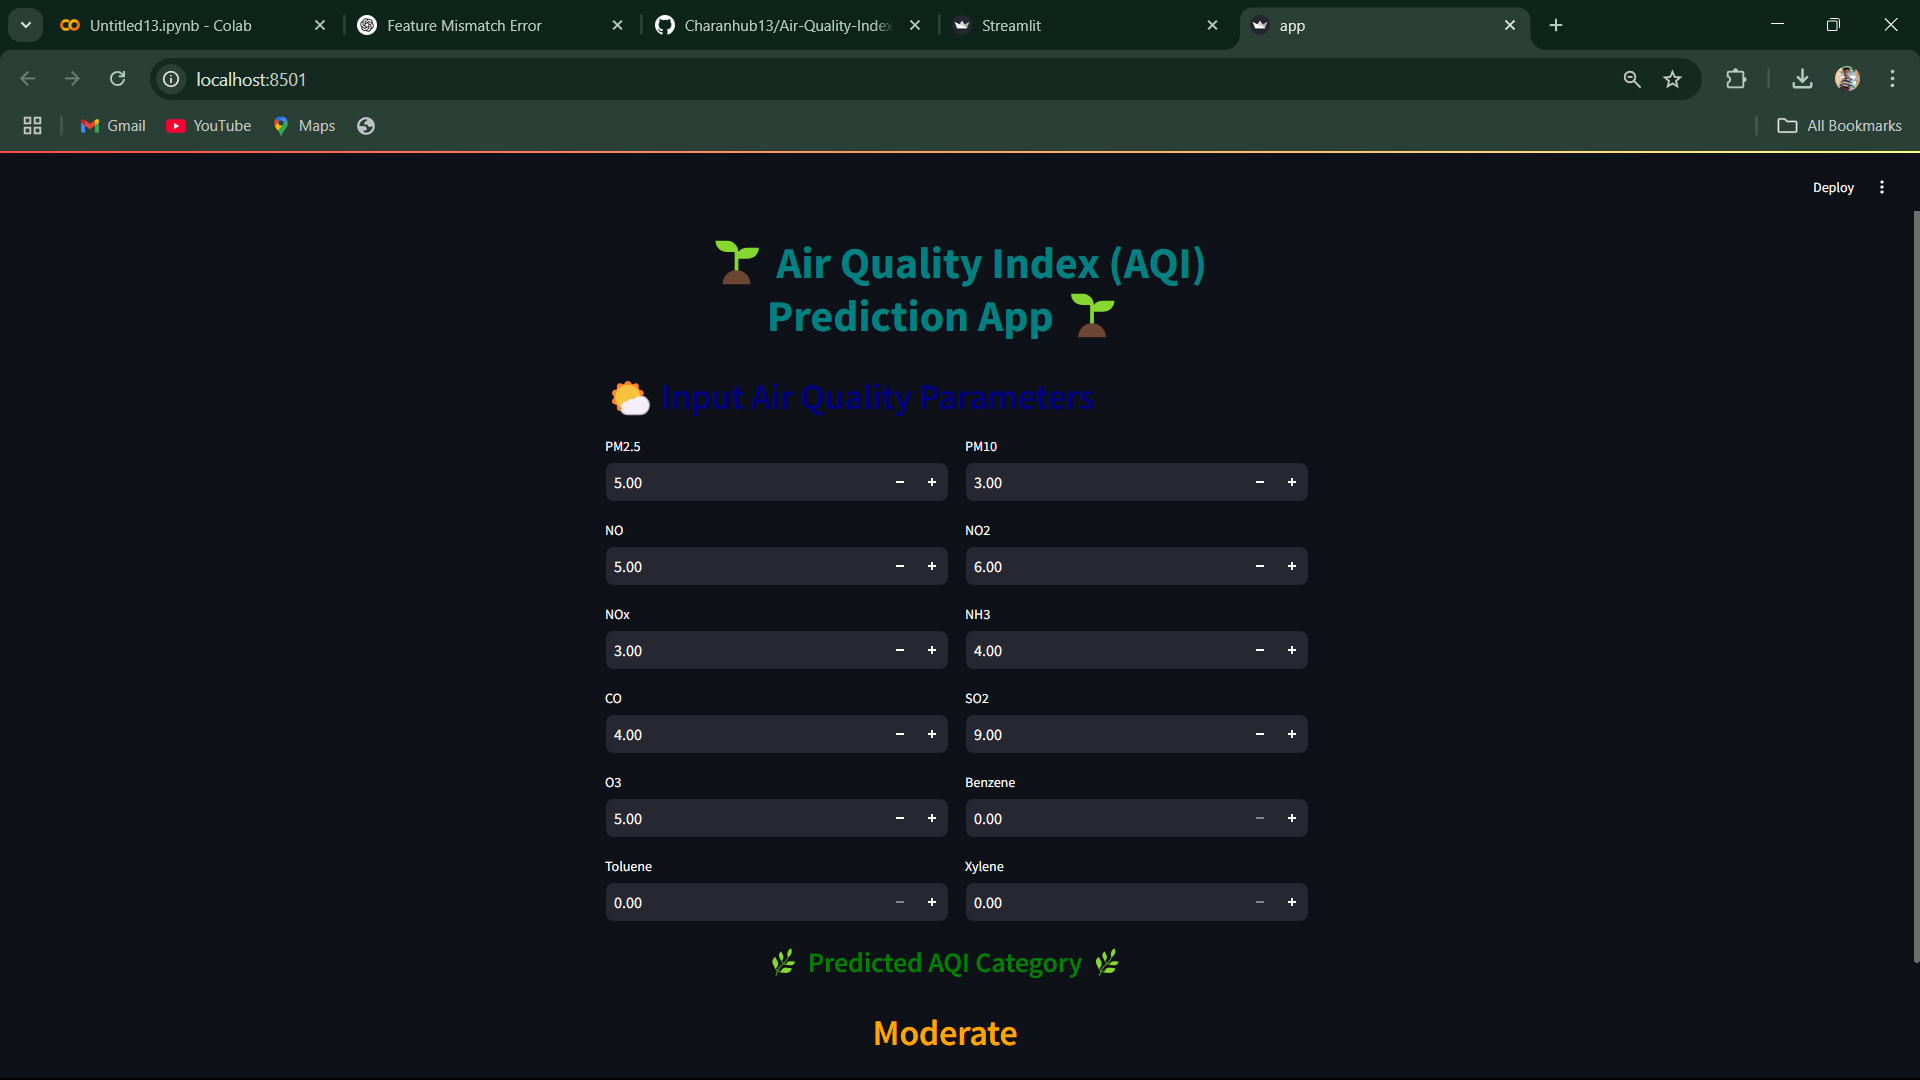 Untitled13.ipynb - Colab
Feature Mismatch Error
Charanhub13/Air-Quality-Index
Streamlit
app
localhost:8501
Gmail
YouTube
Maps
All Bookmarks
Deploy
Air Quality Index (AQI)
Prediction App
Input Air Quality Parameters
PM2.5
PM10
5.00
3.00
NO
NO2
5.00
6.00
NOx
NH3
3.00
4.00
CO
SO2
4.00
9.00
O3
Benzene
5.00
0.00
Toluene
Xylene
0.00
0.00
Predicted AQI Category
Moderate